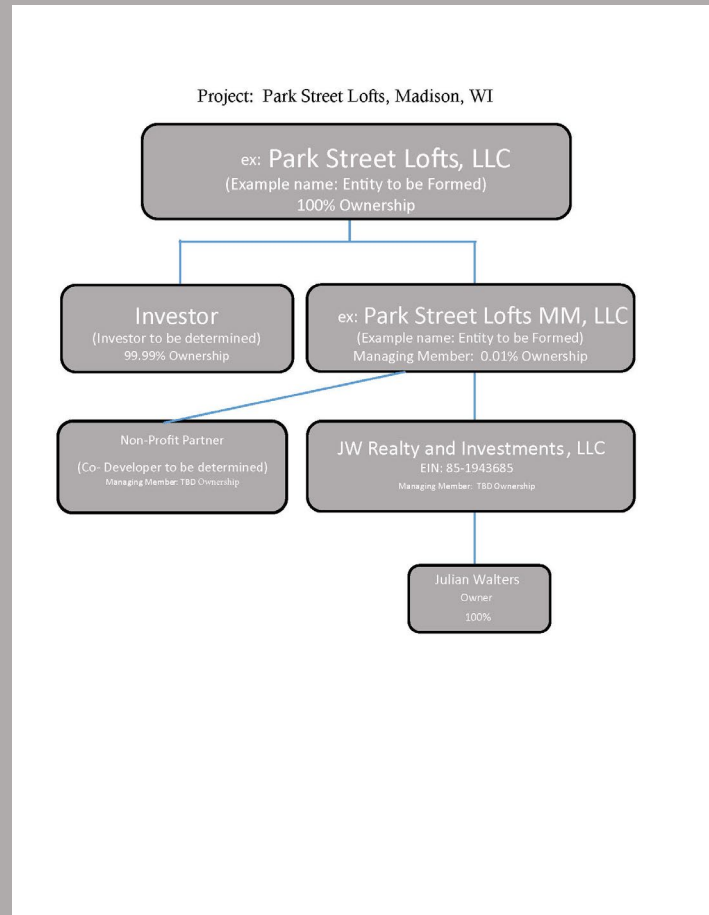 Project: Park Street Lofts, Madison, WI
ex: Park Street Lofts, LLC
(Example name: Entity to be Formed)
100% Ownership
Investor
(Investor to be determined)
99.99% Ownership
ex: Park Street Lofts MM, LLC
(Example name: Entity to be Formed)
Managing Member: 0.01% Ownership
Non-Profit Partner
(Co- Developer to be determined)
Managing Member: TBD Ownership
JW Realty and Investments, LLC
EIN: 85-1943685
Managing Member: TBD Ownership
Julian Walters
Owner
100%